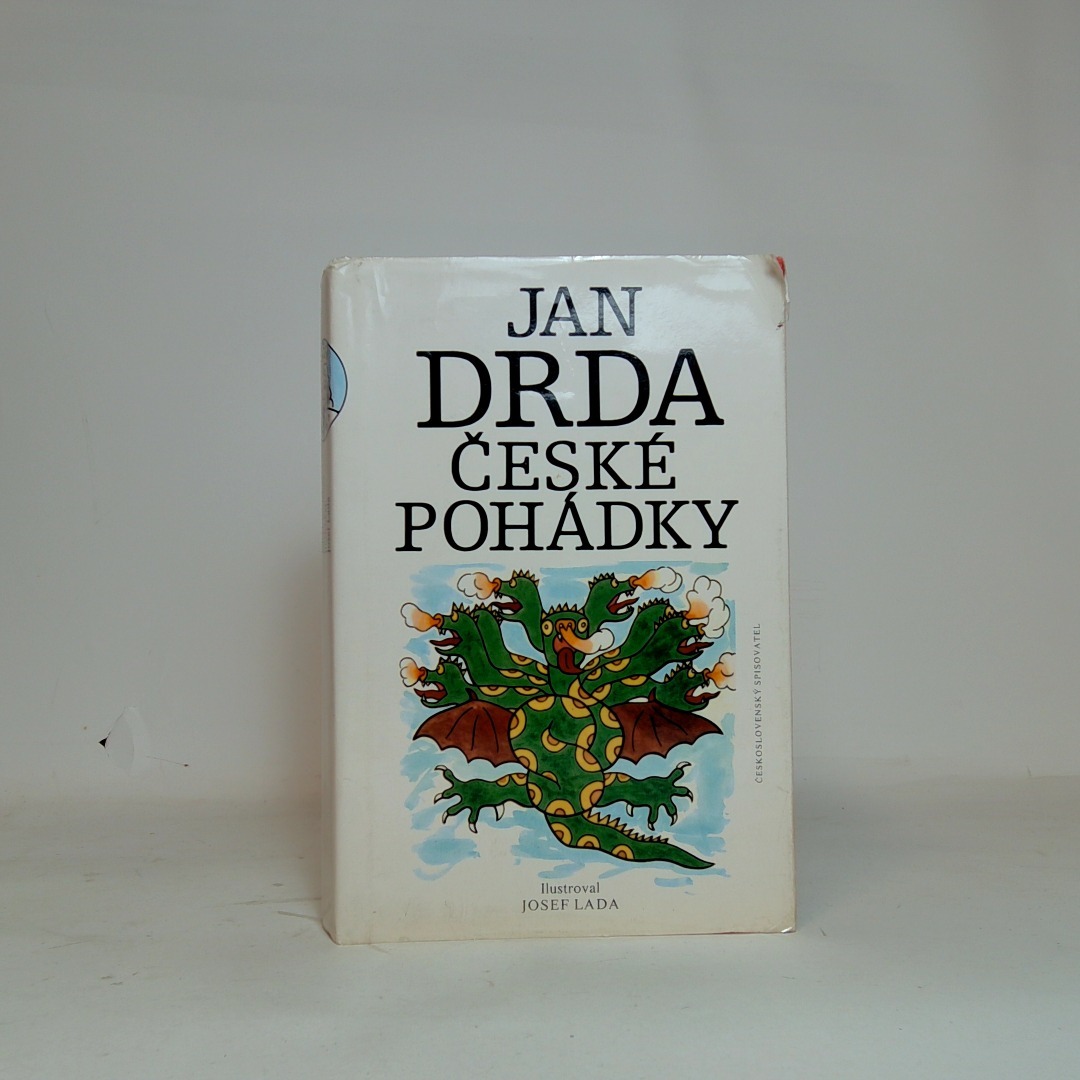 JAN
DRDA
ČESKÉ
POHÁDKY
ČESKOSLOVENSKÝ SPISOVATEL
Ilustroval
JOSEF LADA